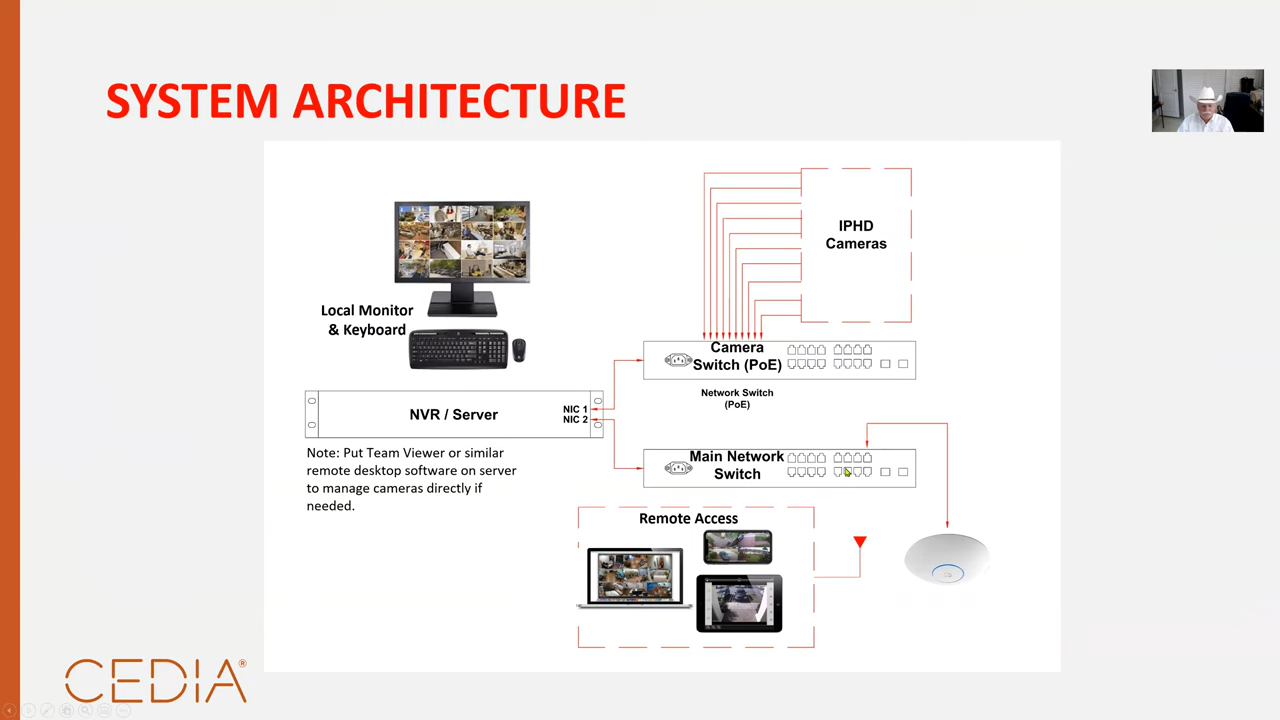 SYSTEM ARCHITECTURE
IPHD
Cameras
Local Monitor
& Keyboard
Camera
Switch (PoE)
Network Switch
(PoE)
NVR / Server
NIC 1
NIC 2
Note: Put Team Viewer or similar
remote desktop software on server
to manage cameras directly if
needed.
Main Network
Switch
Remote Access
CEDIA®